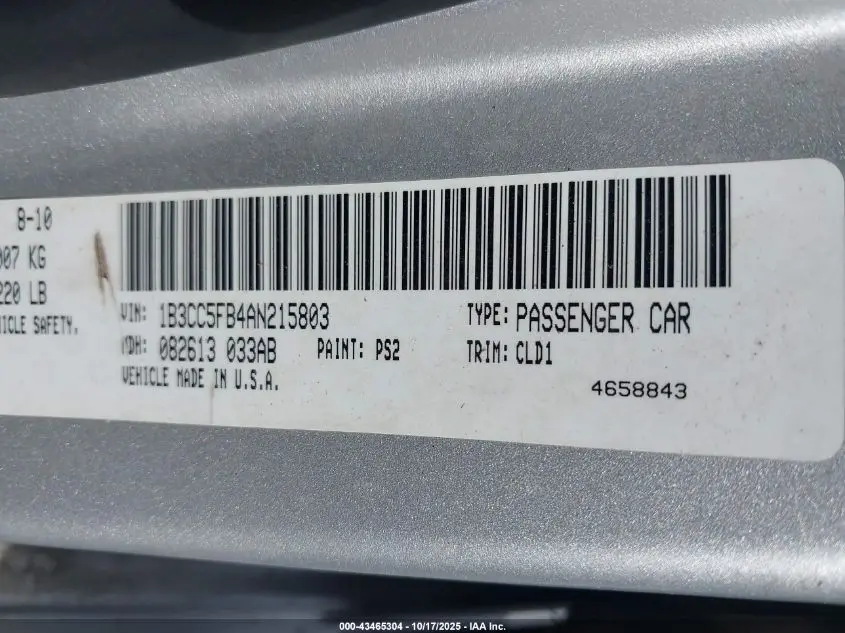 8-10
007 KG
220 LB
ICLE SAFETY.
VIN: 1B3CC5FB4AN215803
TYPE: PASSENGER CAR
MDH: 082613 033AB
PAINT: PS2
TRIM: CLD1
VEHICLE MADE IN U.S.A.
4658843
000-43465304 - 10/17/2025 - IAA Inc.